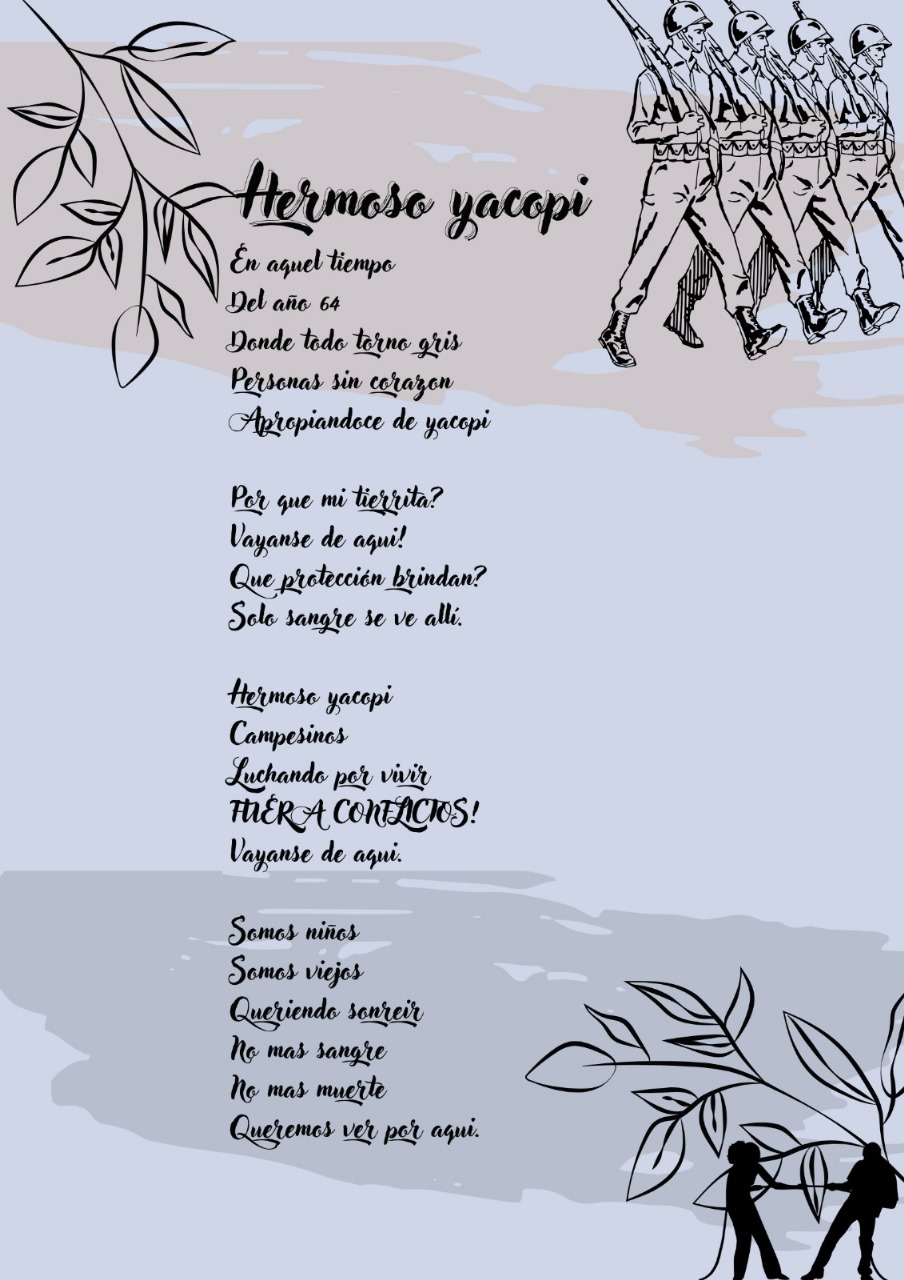 Hermoso yacopi
En aquel tiempo
Del año 64
Donde todo torno gris
Personas sin corazon
Apropiandoce de yacopi
Por que mi tierrita?
Vayanse de aqui!
Que protección brindan?
Solo sangre se ve allí.
Hermoso yacopi
Campesinos
Luchando por vivir
FUERA CONFLICTOS!
Vayanse de aqui.
Somos niños
Somos viejos
Queriendo sonreir
No mas sangre
No mas muerte
Queremos ver por aqui.